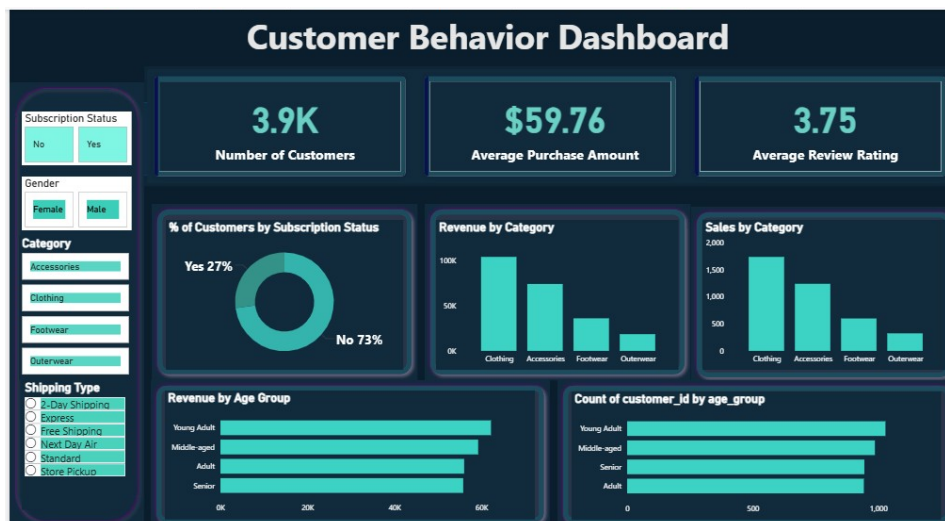 Customer Behavior Dashboard
3.9K
Number of Customers
$59.76
Average Purchase Amount
3.75
Average Review Rating
Subscription Status
No
Yes
Gender
Female
Male
Category
Accessories
Clothing
Footwear
Outerwear
Shipping Type
2-Day Shipping
Express
Free Shipping
Next Day Air
Standard
Store Pickup
% of Customers by Subscription Status
Yes 27%
No 73%
Revenue by Category
100K
50K
0K
Clothing Accessories Footwear Outerwear
Sales by Category
2,000
1,500
1,000
500
0
Clothing Accessories Footwear Outerwear
Revenue by Age Group
Young Adult
Middle-aged
Adult
Senior
0K 20K 40K 60K
Count of customer_id by age_group
Young Adult
Middle-aged
Senior
Adult
0 500 1,000